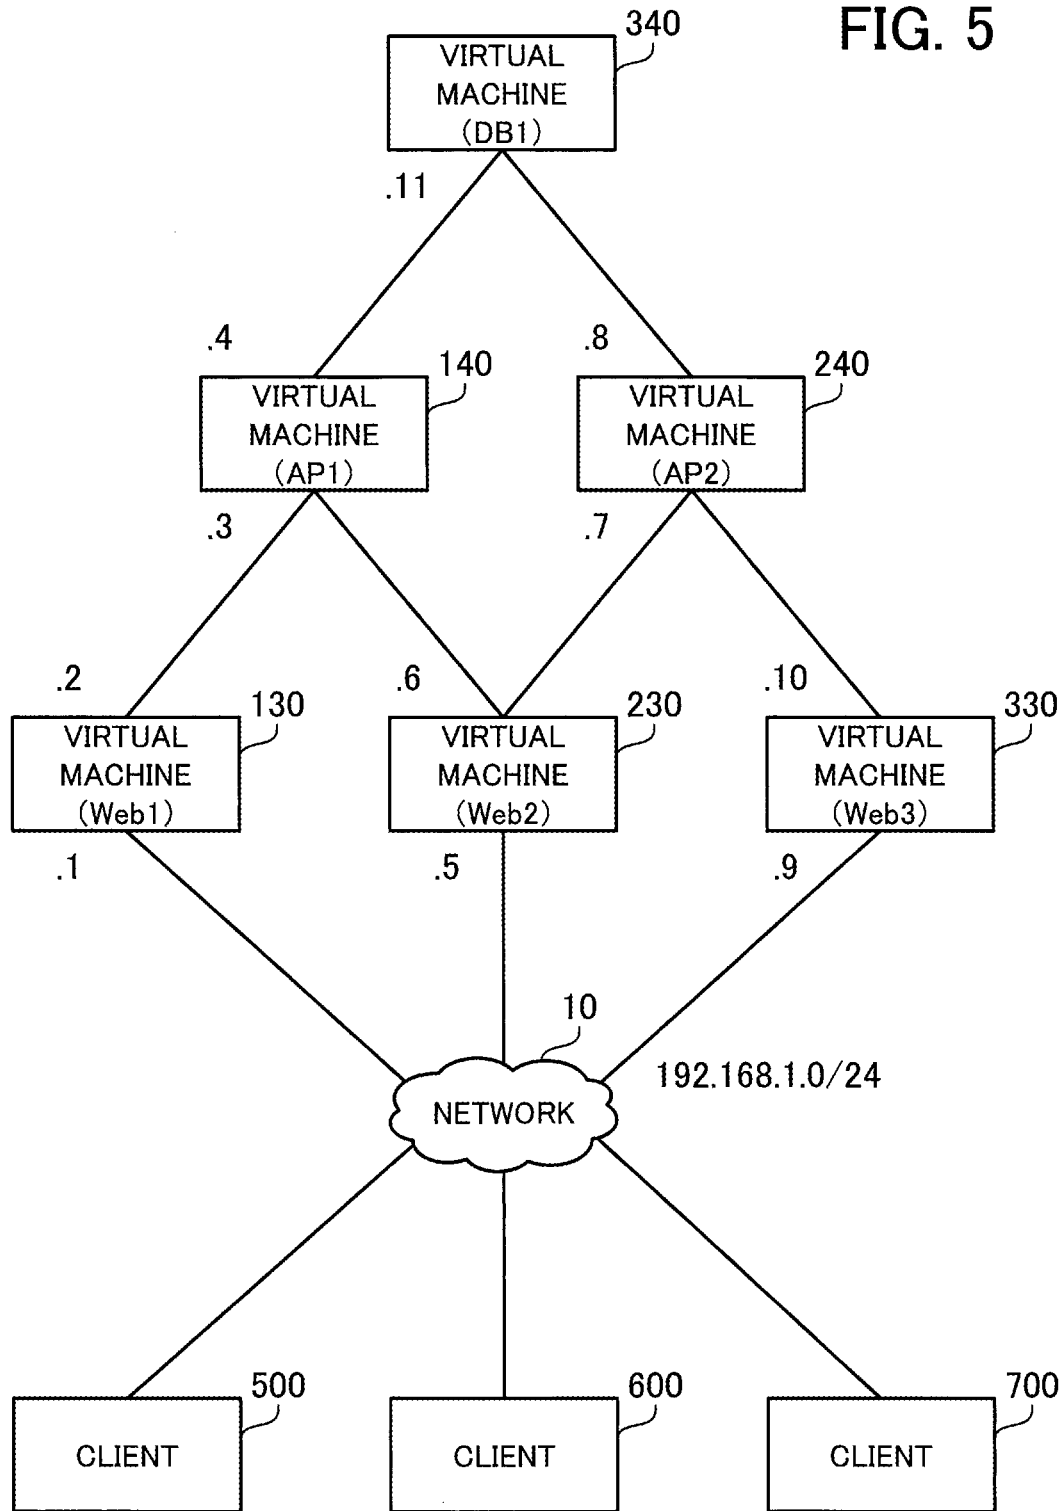 FIG. 5
340
VIRTUAL
MACHINE
(DB1)
.11
.4
.8
140
240
VIRTUAL
MACHINE
(AP1)
VIRTUAL
MACHINE
(AP2)
.3
.7
.2
.6
.10
130
230
330
VIRTUAL
MACHINE
(Web1)
VIRTUAL
MACHINE
(Web2)
VIRTUAL
MACHINE
(Web3)
.1
.5
.9
10
192.168.1.0/24
NETWORK
500
600
700
CLIENT
CLIENT
CLIENT